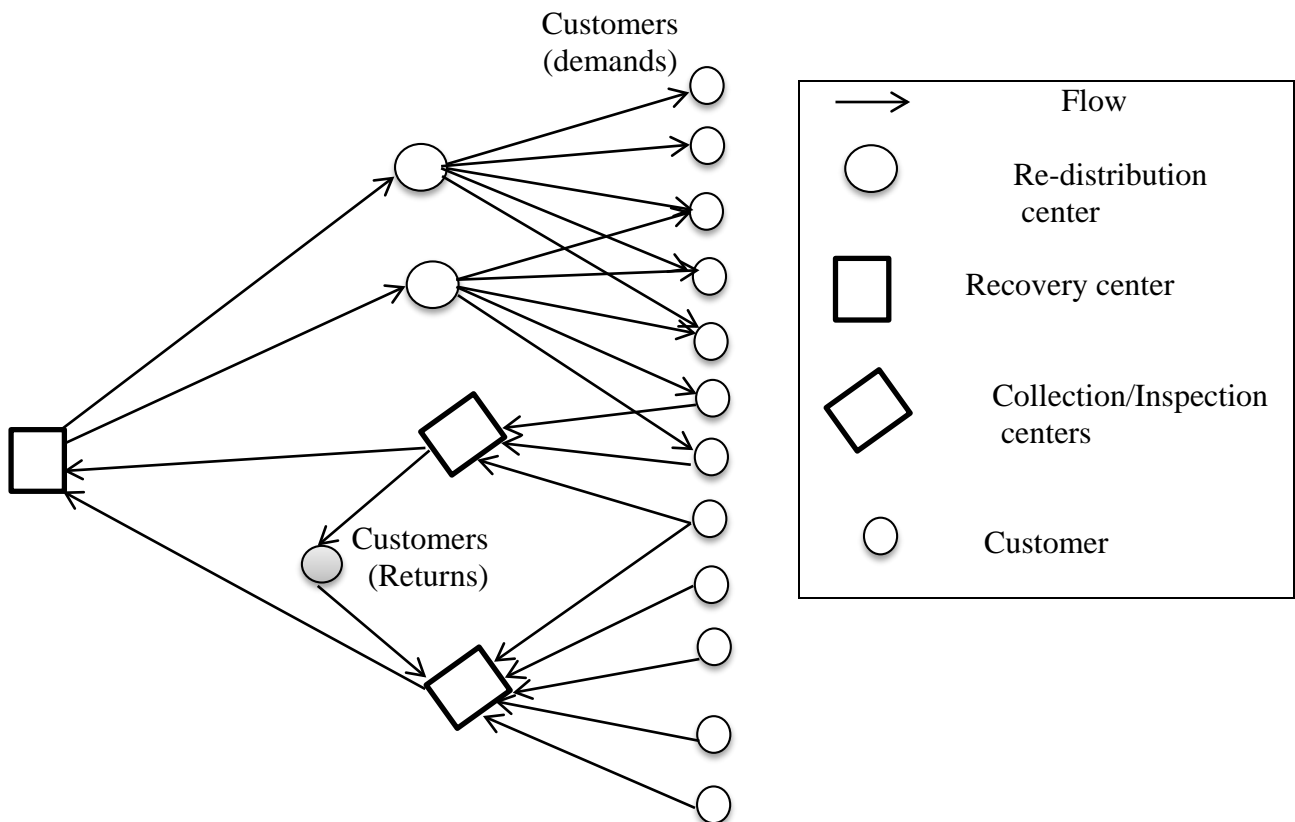 Customers
(demands)
Flow
Re-distribution
center
Recovery center
Collection/Inspection
centers
Customers
(Returns)
Customer